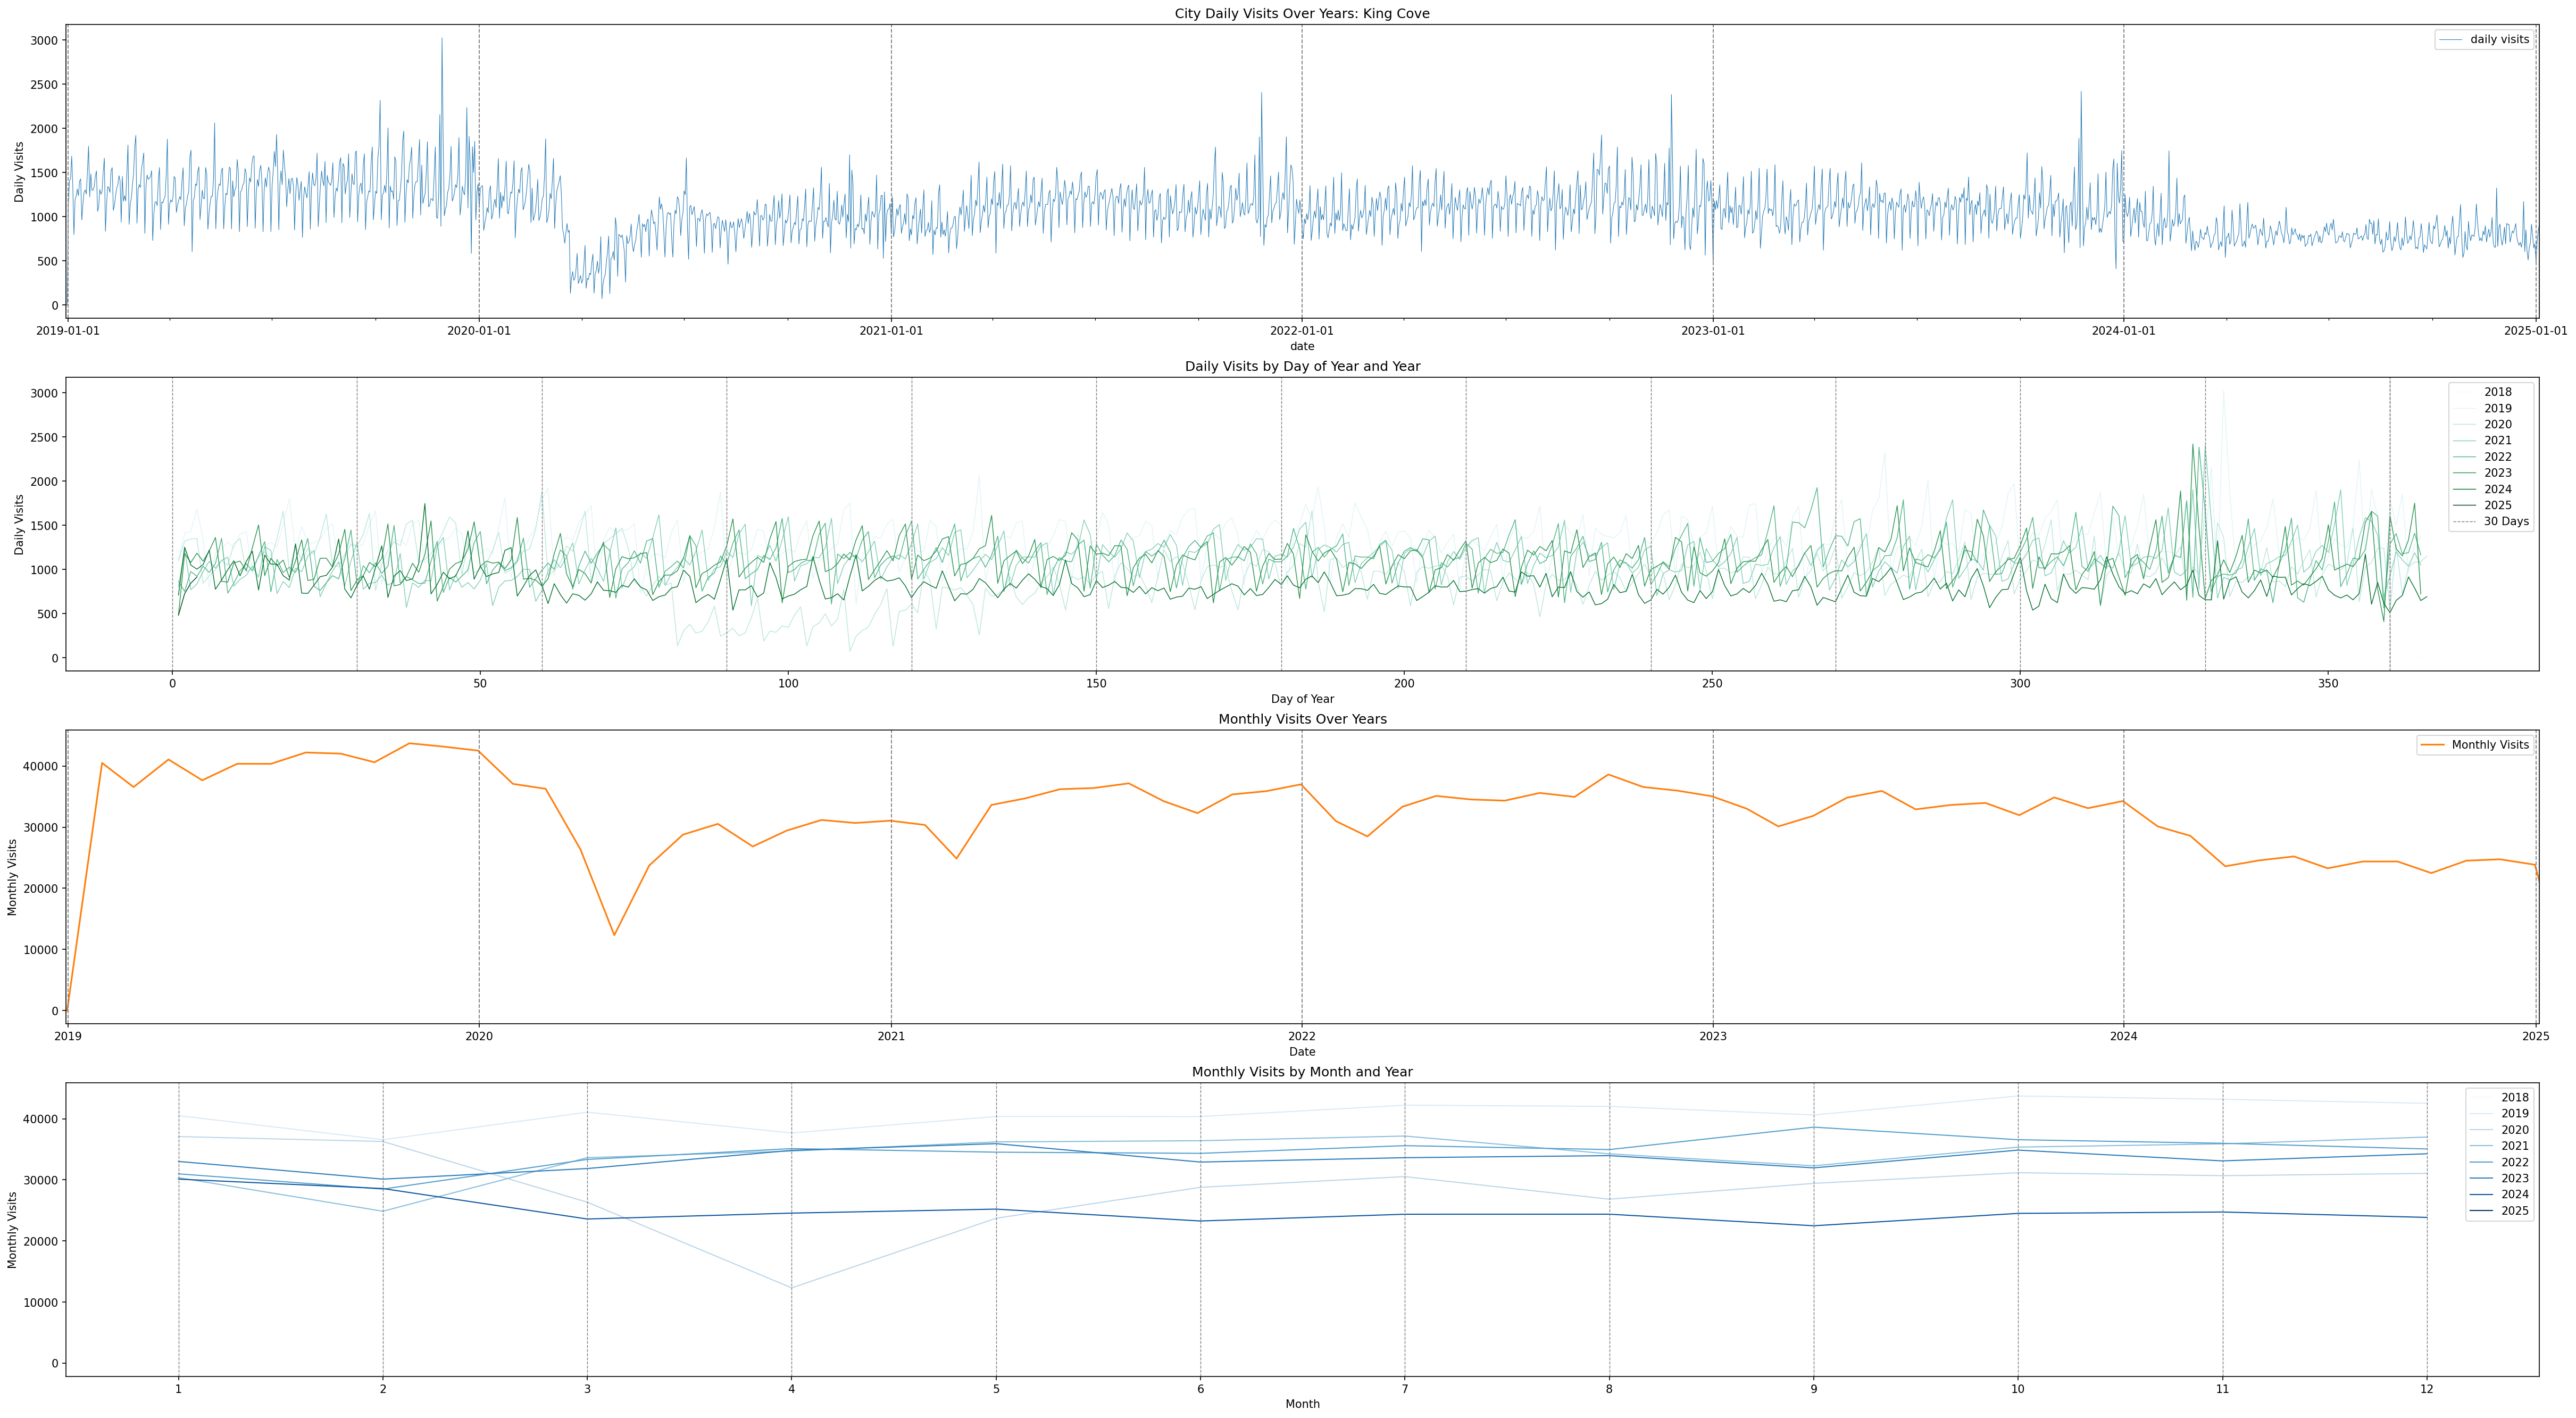 City Daily Visits Over Years: King Cove
Daily Visits
3000
2500
2000
1500
1000
500
0
daily visits
2019-01-01 2020-01-01 2021-01-01 2022-01-01 2023-01-01 2024-01-01 2025-01-01
date
Daily Visits by Day of Year and Year
Daily Visits
3000
2500
2000
1500
1000
500
0
2018
2019
2020
2021
2022
2023
2024
2025
30 Days
0 50 100 150 200 250 300 350
Day of Year
Monthly Visits Over Years
Monthly Visits
40000
30000
20000
10000
0
Monthly Visits
2019 2020 2021 2022 2023 2024 2025
Date
Monthly Visits by Month and Year
Monthly Visits
40000
30000
20000
10000
0
2018
2019
2020
2021
2022
2023
2024
2025
1 2 3 4 5 6 7 8 9 10 11 12
Month